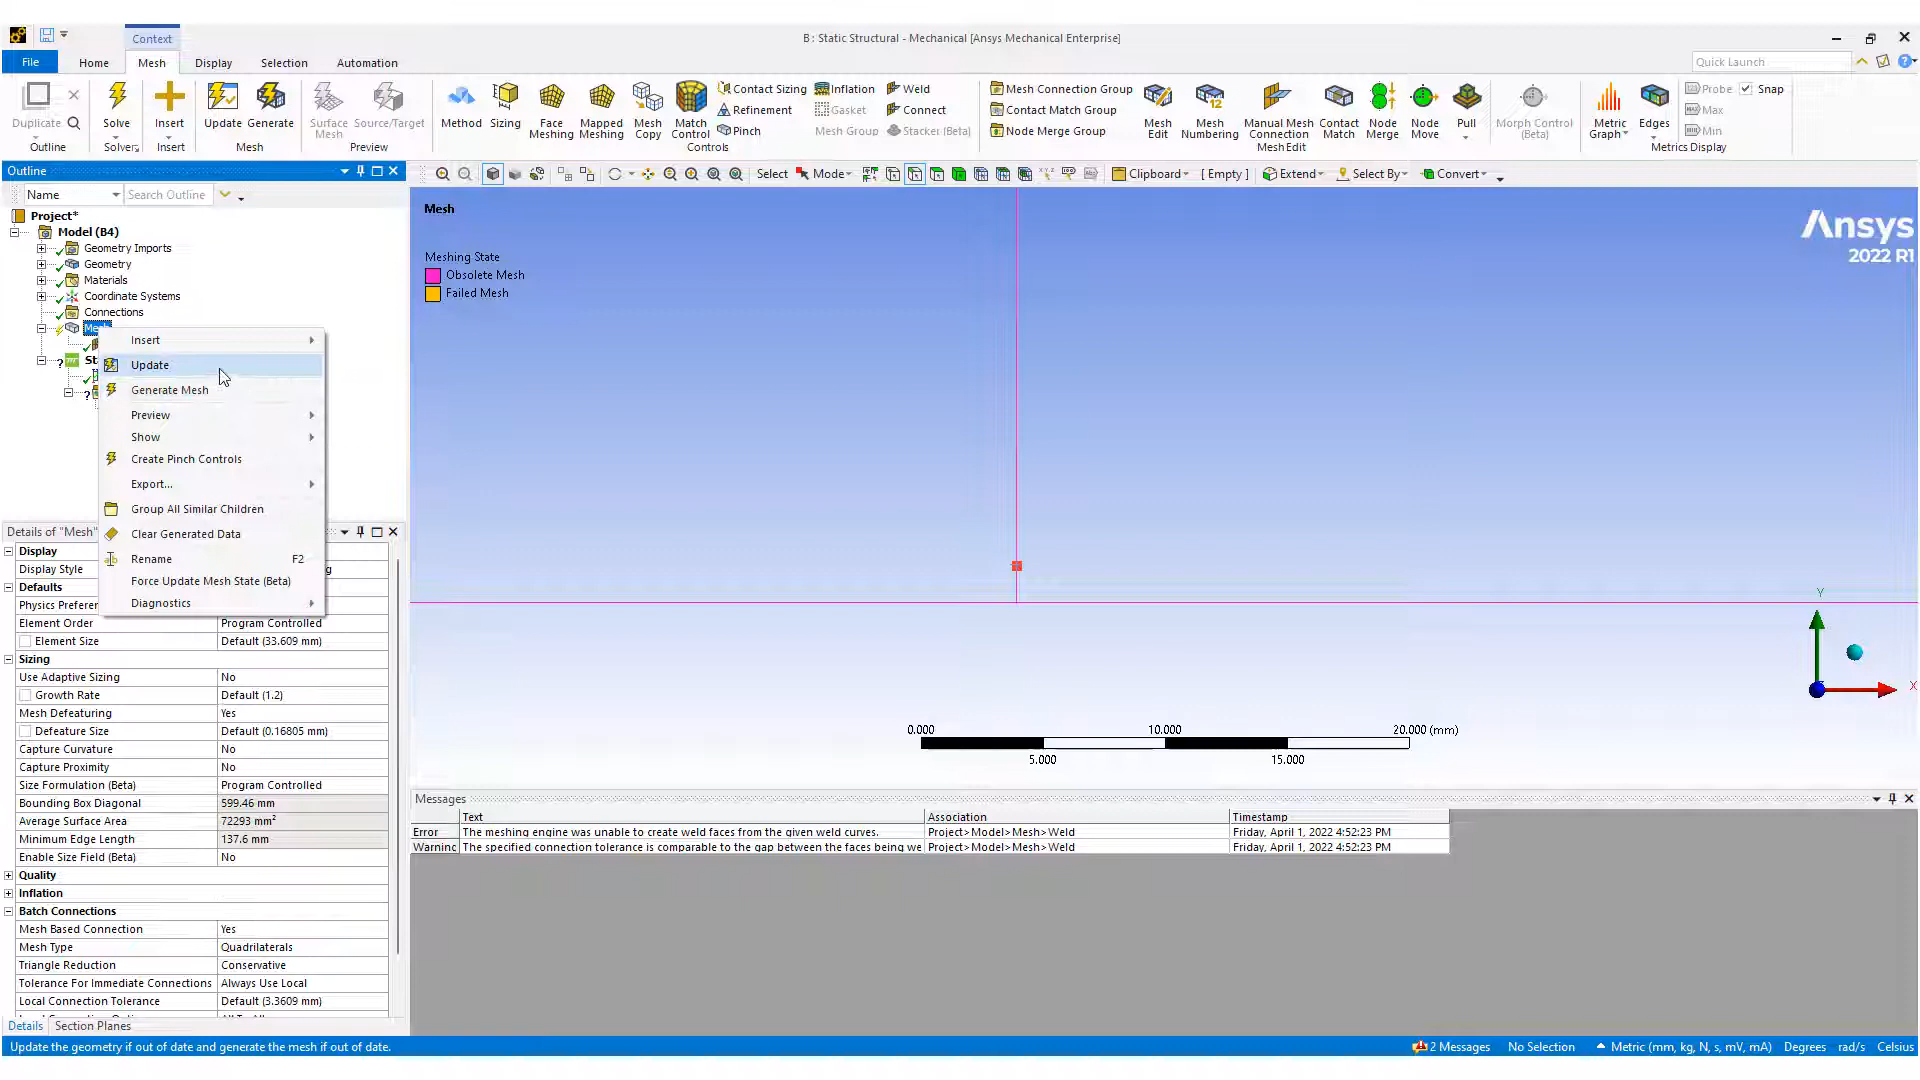 Context
B: Static Structural - Mechanical [Ansys Mechanical Enterprise]
File
Home
Mesh
Display
Selection
Automation
Quick Launch
Duplicate
Outline
Solve
Solver
Insert
Insert
Update
Generate
Mesh
Surface Mesh
Source/Target
Preview
Method
Sizing
Face Meshing
Mapped Meshing
Mesh Copy
Match Control
Contact Sizing
Refinement
Pinch
Inflation
Gasket
Mesh Group
Weld
Connect
Stacker (Beta)
Controls
Mesh Connection Group
Contact Match Group
Node Merge Group
Mesh Edit
Mesh Numbering
Manual Mesh Connection
Contact Match
Node Merge
Node Move
Pull
Morph Control (Beta)
Mesh Edit
Metric Graph
Edges
Probe
Max
Min
Snap
Metrics Display
Outline
Name
Search Outline
Select
Mode
Clipboard
[ Empty ]
Extend
Select By
Convert
Project*
Model (B4)
Geometry Imports
Geometry
Materials
Coordinate Systems
Connections
Mesh
St
Insert
Update
Generate Mesh
Preview
Show
Create Pinch Controls
Export...
Group All Similar Children
Clear Generated Data
Rename F2
Force Update Mesh State (Beta)
Diagnostics
Details of "Mesh"
Display
Display Style
Defaults
Physics Preferen
Element Order Program Controlled
Element Size Default (33.609 mm)
Sizing
Use Adaptive Sizing No
Growth Rate Default (1.2)
Mesh Defeaturing Yes
Defeature Size Default (0.16805 mm)
Capture Curvature No
Capture Proximity No
Size Formulation (Beta) Program Controlled
Bounding Box Diagonal 599.46 mm
Average Surface Area 72293 mm²
Minimum Edge Length 137.6 mm
Enable Size Field (Beta) No
Quality
Inflation
Batch Connections
Mesh Based Connection Yes
Mesh Type Quadrilaterals
Triangle Reduction Conservative
Tolerance For Immediate Connections Always Use Local
Local Connection Tolerance Default (3.3609 mm)
Details
Section Planes
Mesh
Meshing State
Obsolete Mesh
Failed Mesh
Ansys
2022 R1
Y
X
0.000 10.000 20.000 (mm)
5.000 15.000
Messages
Text Association Timestamp
Error The meshing engine was unable to create weld faces from the given weld curves. Project>Model>Mesh>Weld Friday, April 1, 2022 4:52:23 PM
Warning The specified connection tolerance is comparable to the gap between the faces being we Project>Model>Mesh>Weld Friday, April 1, 2022 4:52:23 PM
Update the geometry if out of date and generate the mesh if out of date.
2 Messages
No Selection
Metric (mm, kg, N, s, mV, mA)
Degrees
rad/s
Celsius